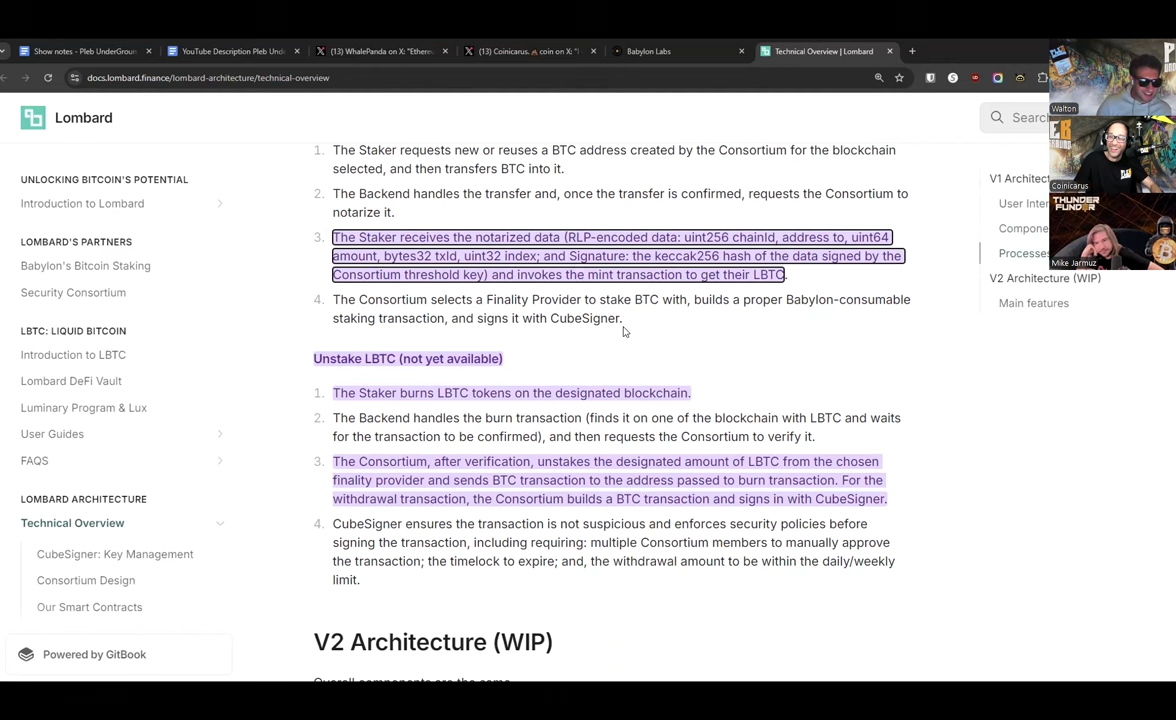 Show notes - Pleb UnderGroun
YouTube Description Pleb Under
(13) WhalePanda on X: "Ether
(13) Coinicarus. coin on X: "I
Babylon Labs
Technical Overview | Lombard
docs.lombard.finance/lombard-architecture/technical-overview
Lombard
Search
UNLOCKING BITCOIN'S POTENTIAL
Introduction to Lombard
LOMBARD'S PARTNERS
Babylon's Bitcoin Staking
Security Consortium
LBTC: LIQUID BITCOIN
Introduction to LBTC
Lombard DeFi Vault
Luminary Program & Lux
User Guides
FAQS
LOMBARD ARCHITECTURE
Technical Overview
CubeSigner: Key Management
Consortium Design
Our Smart Contracts
Powered by GitBook
1. The Staker requests new or reuses a BTC address created by the Consortium for the blockchain
selected, and then transfers BTC into it.
2. The Backend handles the transfer and, once the transfer is confirmed, requests the Consortium to
notarize it.
3. The Staker receives the notarized data (RLP-encoded data: uint256 chainId, address to, uint64
amount, bytes32 txId, uint32 index; and Signature: the keccak256 hash of the data signed by the
Consortium threshold key) and invokes the mint transaction to get their LBTC.
4. The Consortium selects a Finality Provider to stake BTC with, builds a proper Babylon-consumable
staking transaction, and signs it with CubeSigner.
Unstake LBTC (not yet available)
1. The Staker burns LBTC tokens on the designated blockchain.
2. The Backend handles the burn transaction (finds it on one of the blockchain with LBTC and waits
for the transaction to be confirmed), and then requests the Consortium to verify it.
3. The Consortium, after verification, unstakes the designated amount of LBTC from the chosen
finality provider and sends BTC transaction to the address passed to burn transaction. For the
withdrawal transaction, the Consortium builds a BTC transaction and signs in with CubeSigner.
4. CubeSigner ensures the transaction is not suspicious and enforces security policies before
signing the transaction, including requiring: multiple Consortium members to manually approve
the transaction; the timelock to expire; and, the withdrawal amount to be within the daily/weekly
limit.
V2 Architecture (WIP)
Overall components are the same
V1 Architect
User Inter
Compone
Processes
V2 Architecture (WIP)
Main features
Walton
Coinicarus
THUNDER
FUNDER
Mike Jarmuz